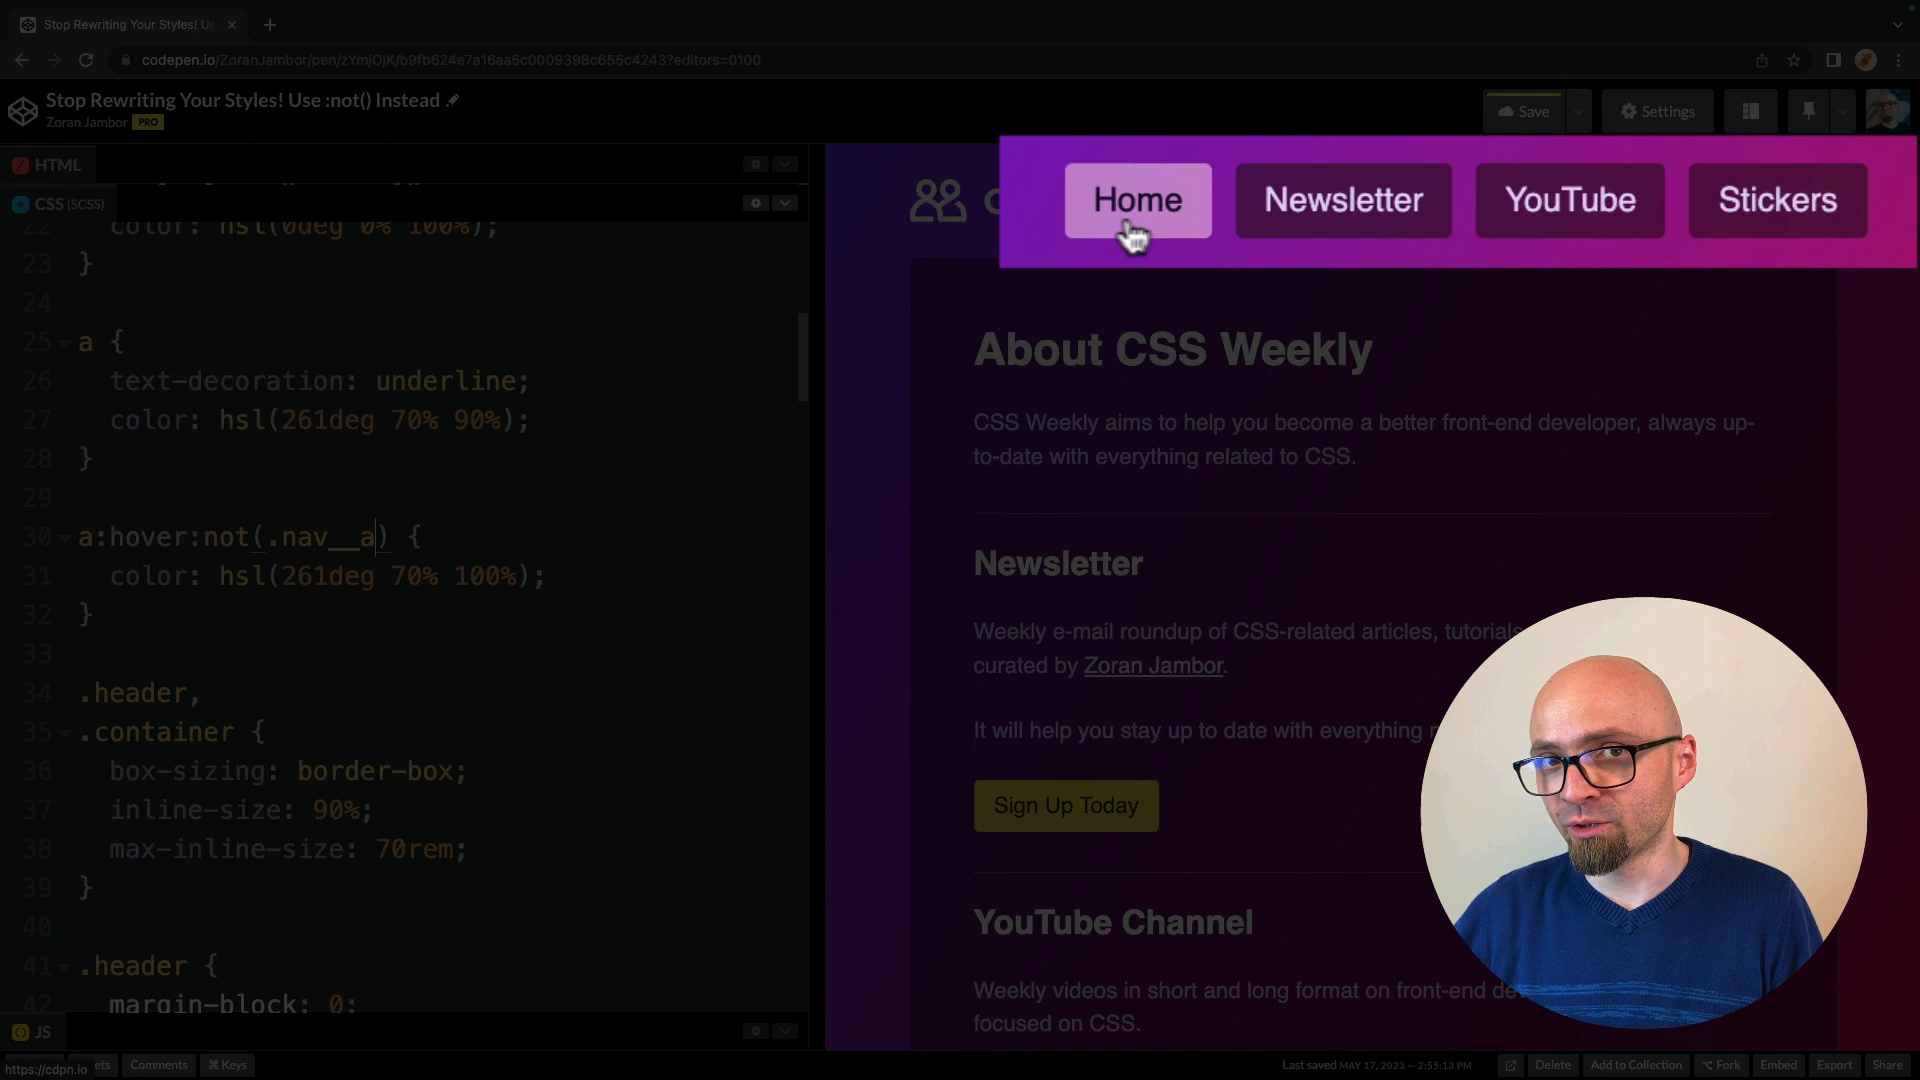 Stop Rewriting Your Styles! Us
codepen.io/ZoranJambor/pen/zYmjOjK/b9fb624e7a16aa5c0009398c655c4243?editors=0100
Stop Rewriting Your Styles! Use :not() Instead
Zoran Jambor PRO
Save
Settings
HTML
CSS (SCSS)
22 color: hsl(0deg 0% 100%);
23 }
24
25 a {
26 text-decoration: underline;
27 color: hsl(261deg 70% 90%);
28 }
29
30 a:hover:not(.nav__a) {
31 color: hsl(261deg 70% 100%);
32 }
33
34 .header,
35 .container {
36 box-sizing: border-box;
37 inline-size: 90%;
38 max-inline-size: 70rem;
39 }
40
41 .header {
42 margin-block: 0;
JS
Home Newsletter YouTube Stickers
About CSS Weekly
CSS Weekly aims to help you become a better front-end developer, always up-
to-date with everything related to CSS.
Newsletter
Weekly e-mail roundup of CSS-related articles, tutorials
curated by Zoran Jambor.
It will help you stay up to date with everything
Sign Up Today
YouTube Channel
Weekly videos in short and long format on front-end de
focused on CSS.
https://cdpn.io ets Comments ⌘ Keys
Last saved MAY 17, 2023 — 2:55:13 PM Delete Add to Collection ⌥ Fork Embed Export Share